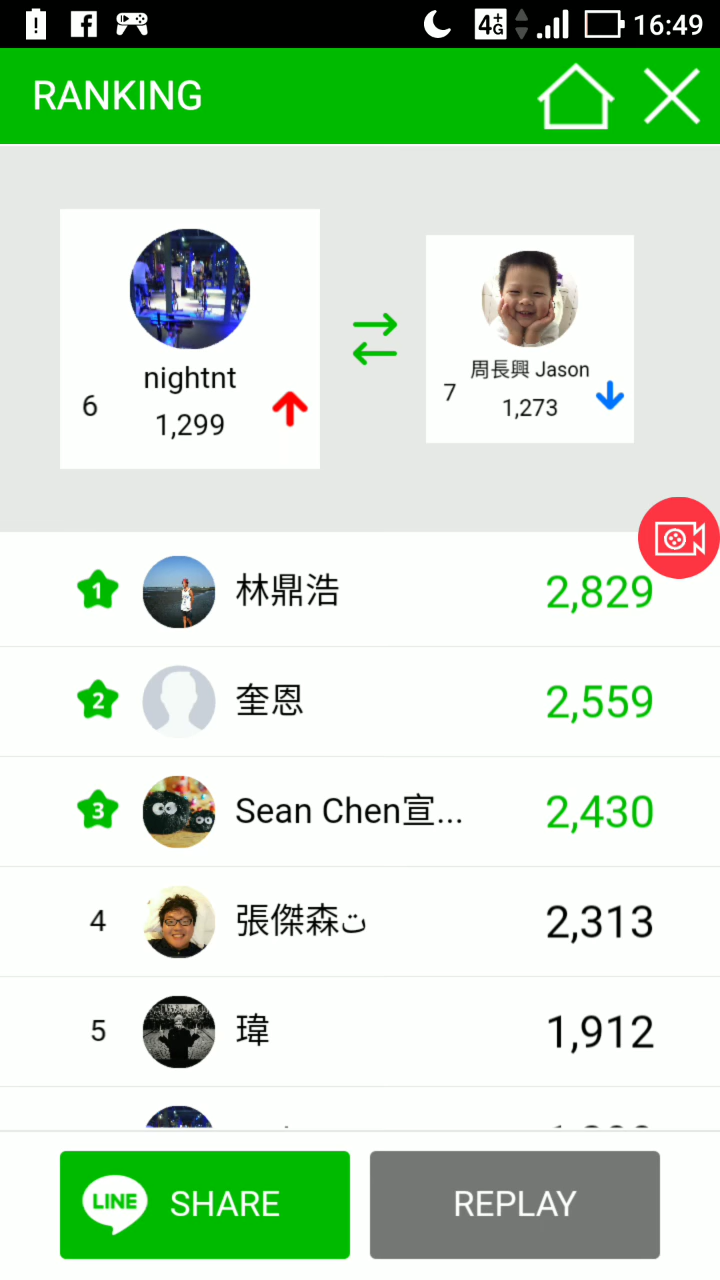 16:49
RANKING
nightnt
6
1,299
周長興 Jason
7
1,273
1 林鼎浩 2,829
2 奎恩 2,559
3 Sean Chen宣... 2,430
4 張傑森ت 2,313
5 瑋 1,912
LINE SHARE
REPLAY